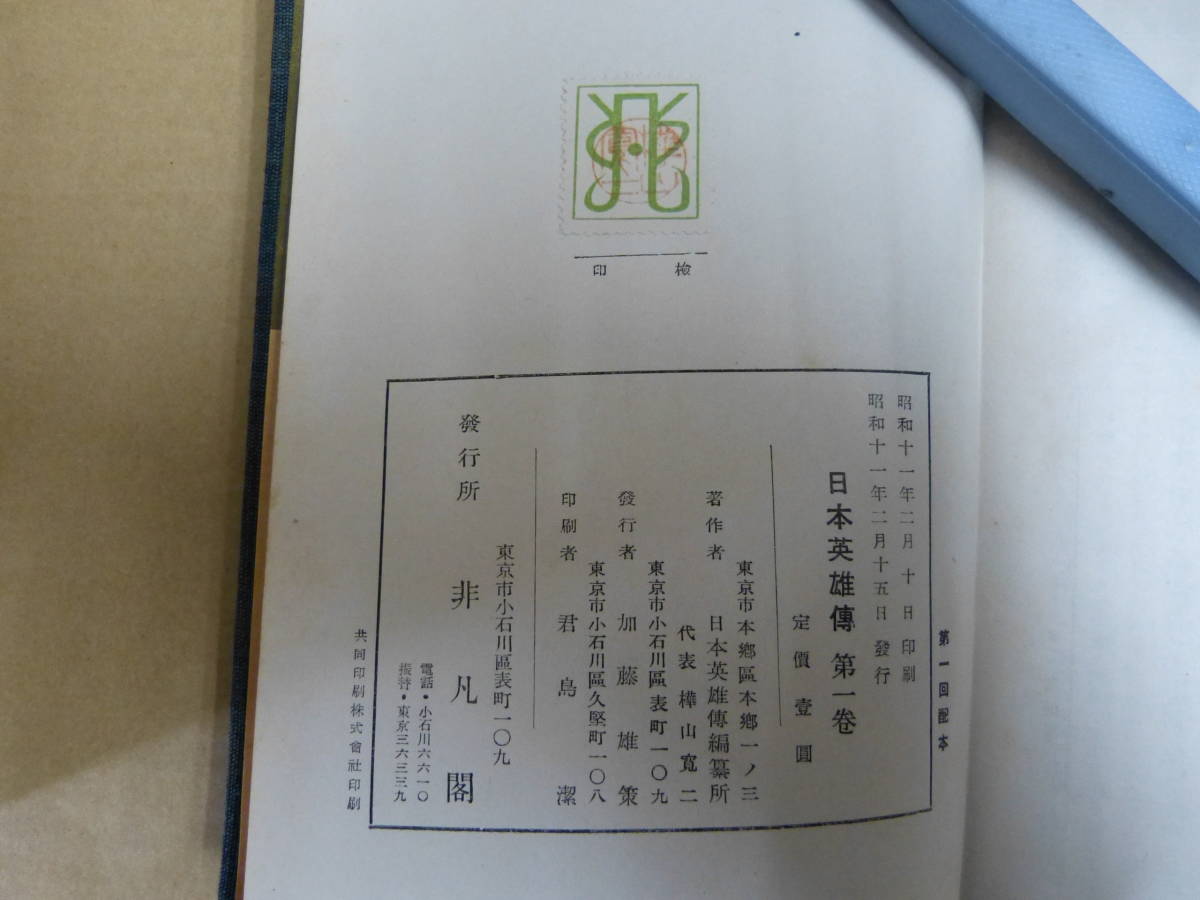 檢印
第一回配本
昭和十一年二月十日印刷
昭和十一年二月十五日發行
日本英雄傳 第一卷
定價壹圓
東京市本鄉區本鄉一ノ三
著作者 日本英雄傳編纂所
代表 樺山寬二
東京市小石川區表町一〇九
發行者 加藤雄策
東京市小石川區久堅町一〇八
印刷者 君島潔
東京市小石川區表町一〇九
發行所 非凡閣
電話・小石川六六一〇
振替・東京三六三三九
共同印刷株式會社印刷